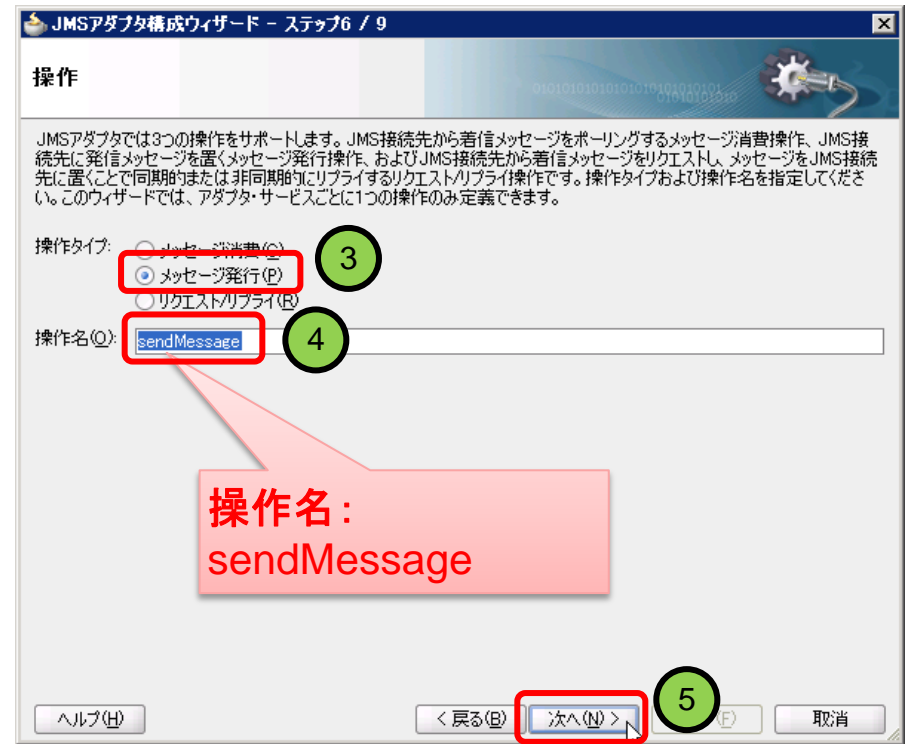 JMSアダプタ構成ウィザード - ステップ6 / 9
操作
JMSアダプタでは3つの操作をサポートします。JMS接続先から着信メッセージをポーリングするメッセージ消費操作、JMS接
続先に発信メッセージを置くメッセージ発行操作、およびJMS接続先から着信メッセージをリクエストし、メッセージをJMS接続
先に置くことで同期的または非同期的にリプライするリクエスト/リプライ操作です。操作タイプおよび操作名を指定してくださ
い。このウィザードでは、アダプタ・サービスごとに1つの操作のみ定義できます。
操作タイプ:
メッセージ消費(C)
3
メッセージ発行(P)
リクエスト/リプライ(R)
操作名(O):
sendMessage
4
操作名:
sendMessage
5
ヘルプ(H)
< 戻る(B)
次へ(N) >
(F)
取消